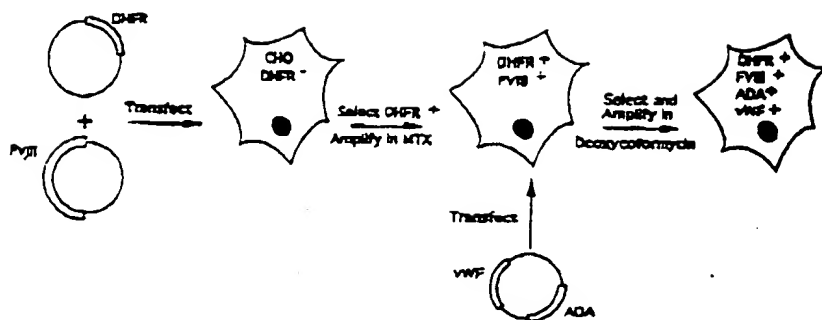 DHFR
+
FVIII
Transfect
CHO
DHFR -
Select DHFR +
Amplify in MTX
DHFR +
FVIII +
Select and
Amplify in
Deoxycoformycin
DHFR +
FVIII +
ADA +
vWF +
Transfect
vWF
ADA